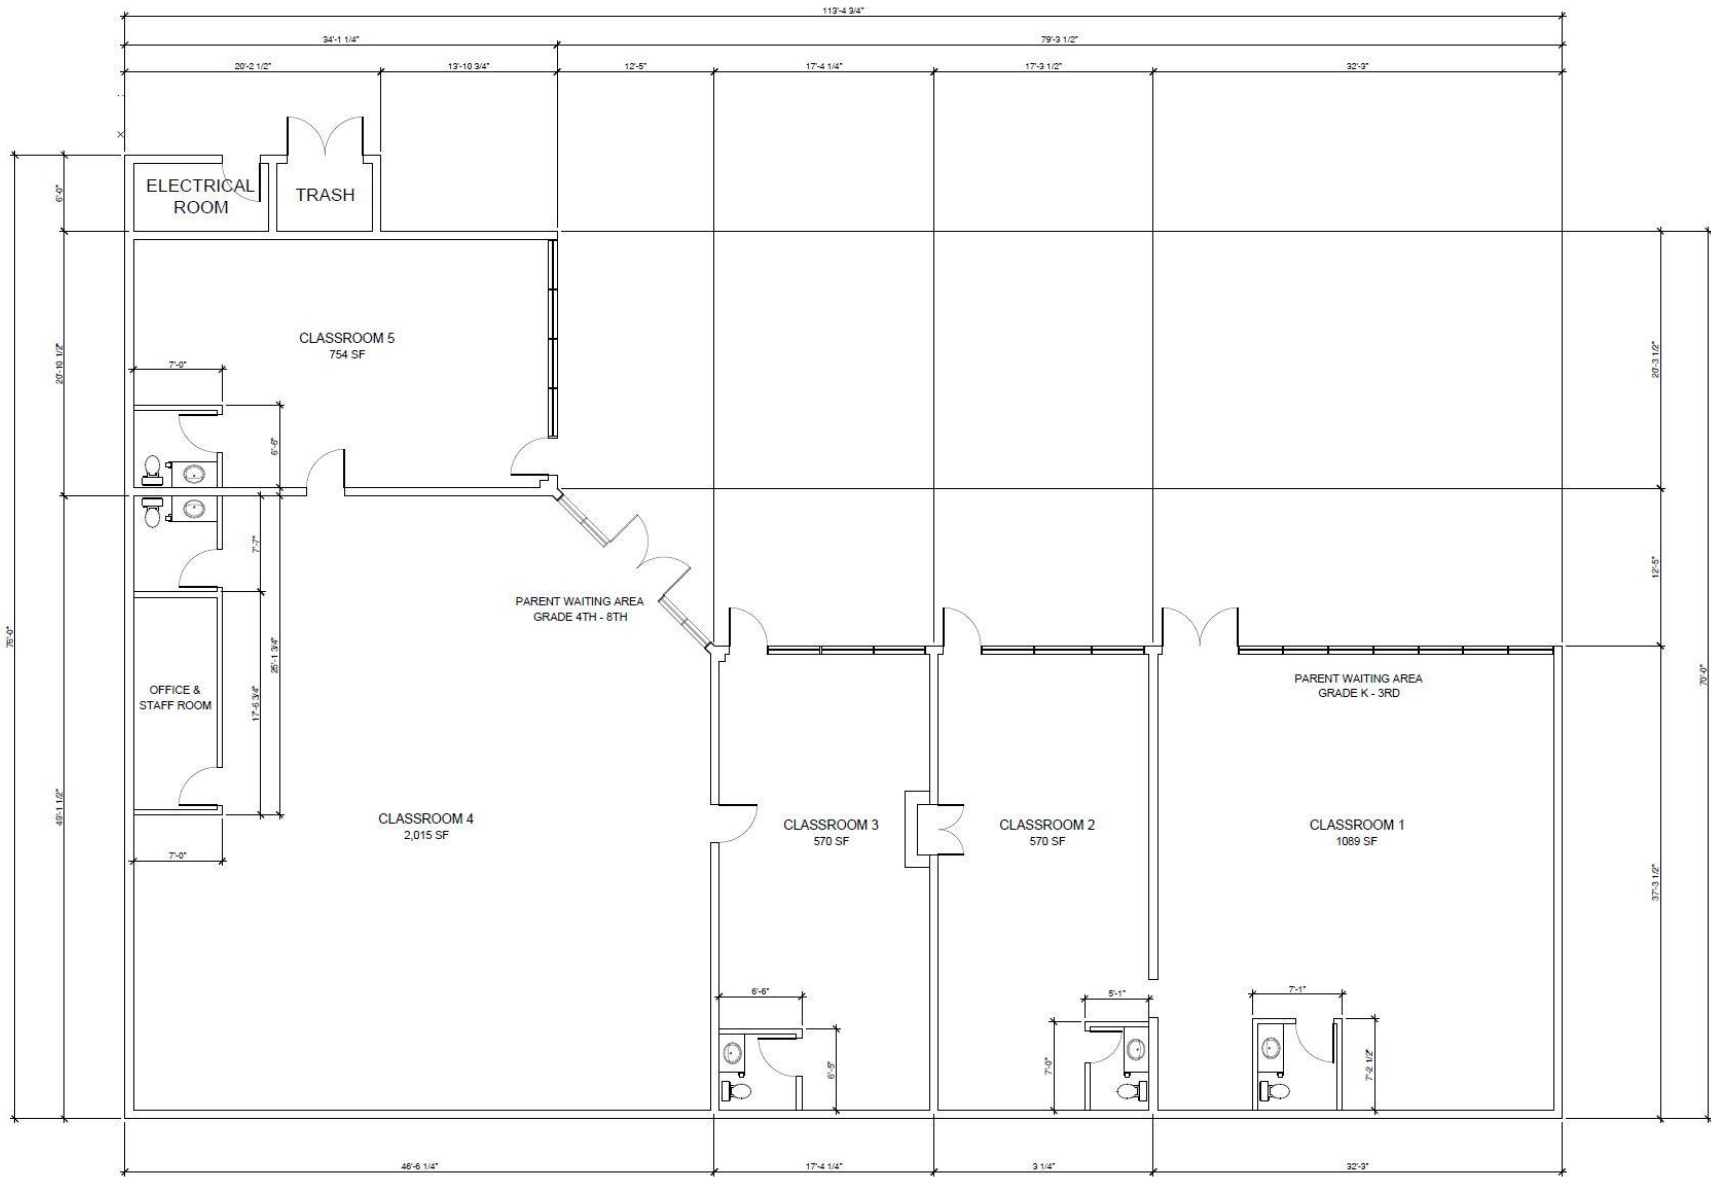 113'-4 3/4"
34'-1 1/4"
79'-3 1/2"
20'-2 1/2"
13'-10 3/4"
12'-5"
17'-4 1/4"
17'-3 1/2"
32'-3"
ELECTRICAL
ROOM
TRASH
6'-0"
20'-10 1/2"
49'-1 1/2"
76'-0"
CLASSROOM 5
754 SF
7'-0"
6'-6"
7'-7"
25'-1 3/4"
17'-6 3/4"
PARENT WAITING AREA
GRADE 4TH - 8TH
OFFICE &
STAFF ROOM
7'-0"
CLASSROOM 4
2,015 SF
CLASSROOM 3
570 SF
CLASSROOM 2
570 SF
PARENT WAITING AREA
GRADE K - 3RD
CLASSROOM 1
1089 SF
20'-3 1/2"
12'-5"
37'-3 1/2"
70'-0"
6'-6"
5'-1"
7'-0"
7'-1"
7'-2 1/2"
46'-6 1/4"
17'-4 1/4"
3 1/4"
32'-3"